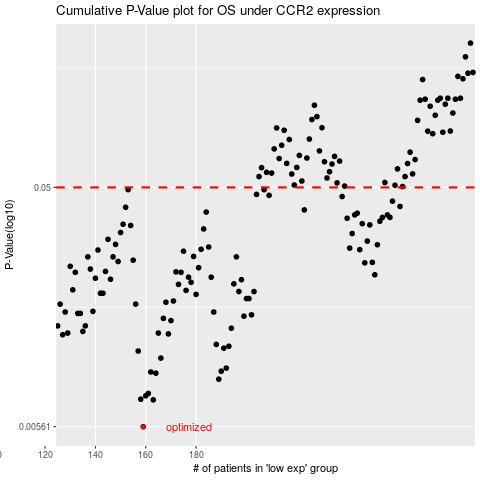 Cumulative P-Value plot for OS under CCR2 expression
P-Value(log10)
0.05
0.00561
optimized
0 120 140 160 180
# of patients in 'low exp' group